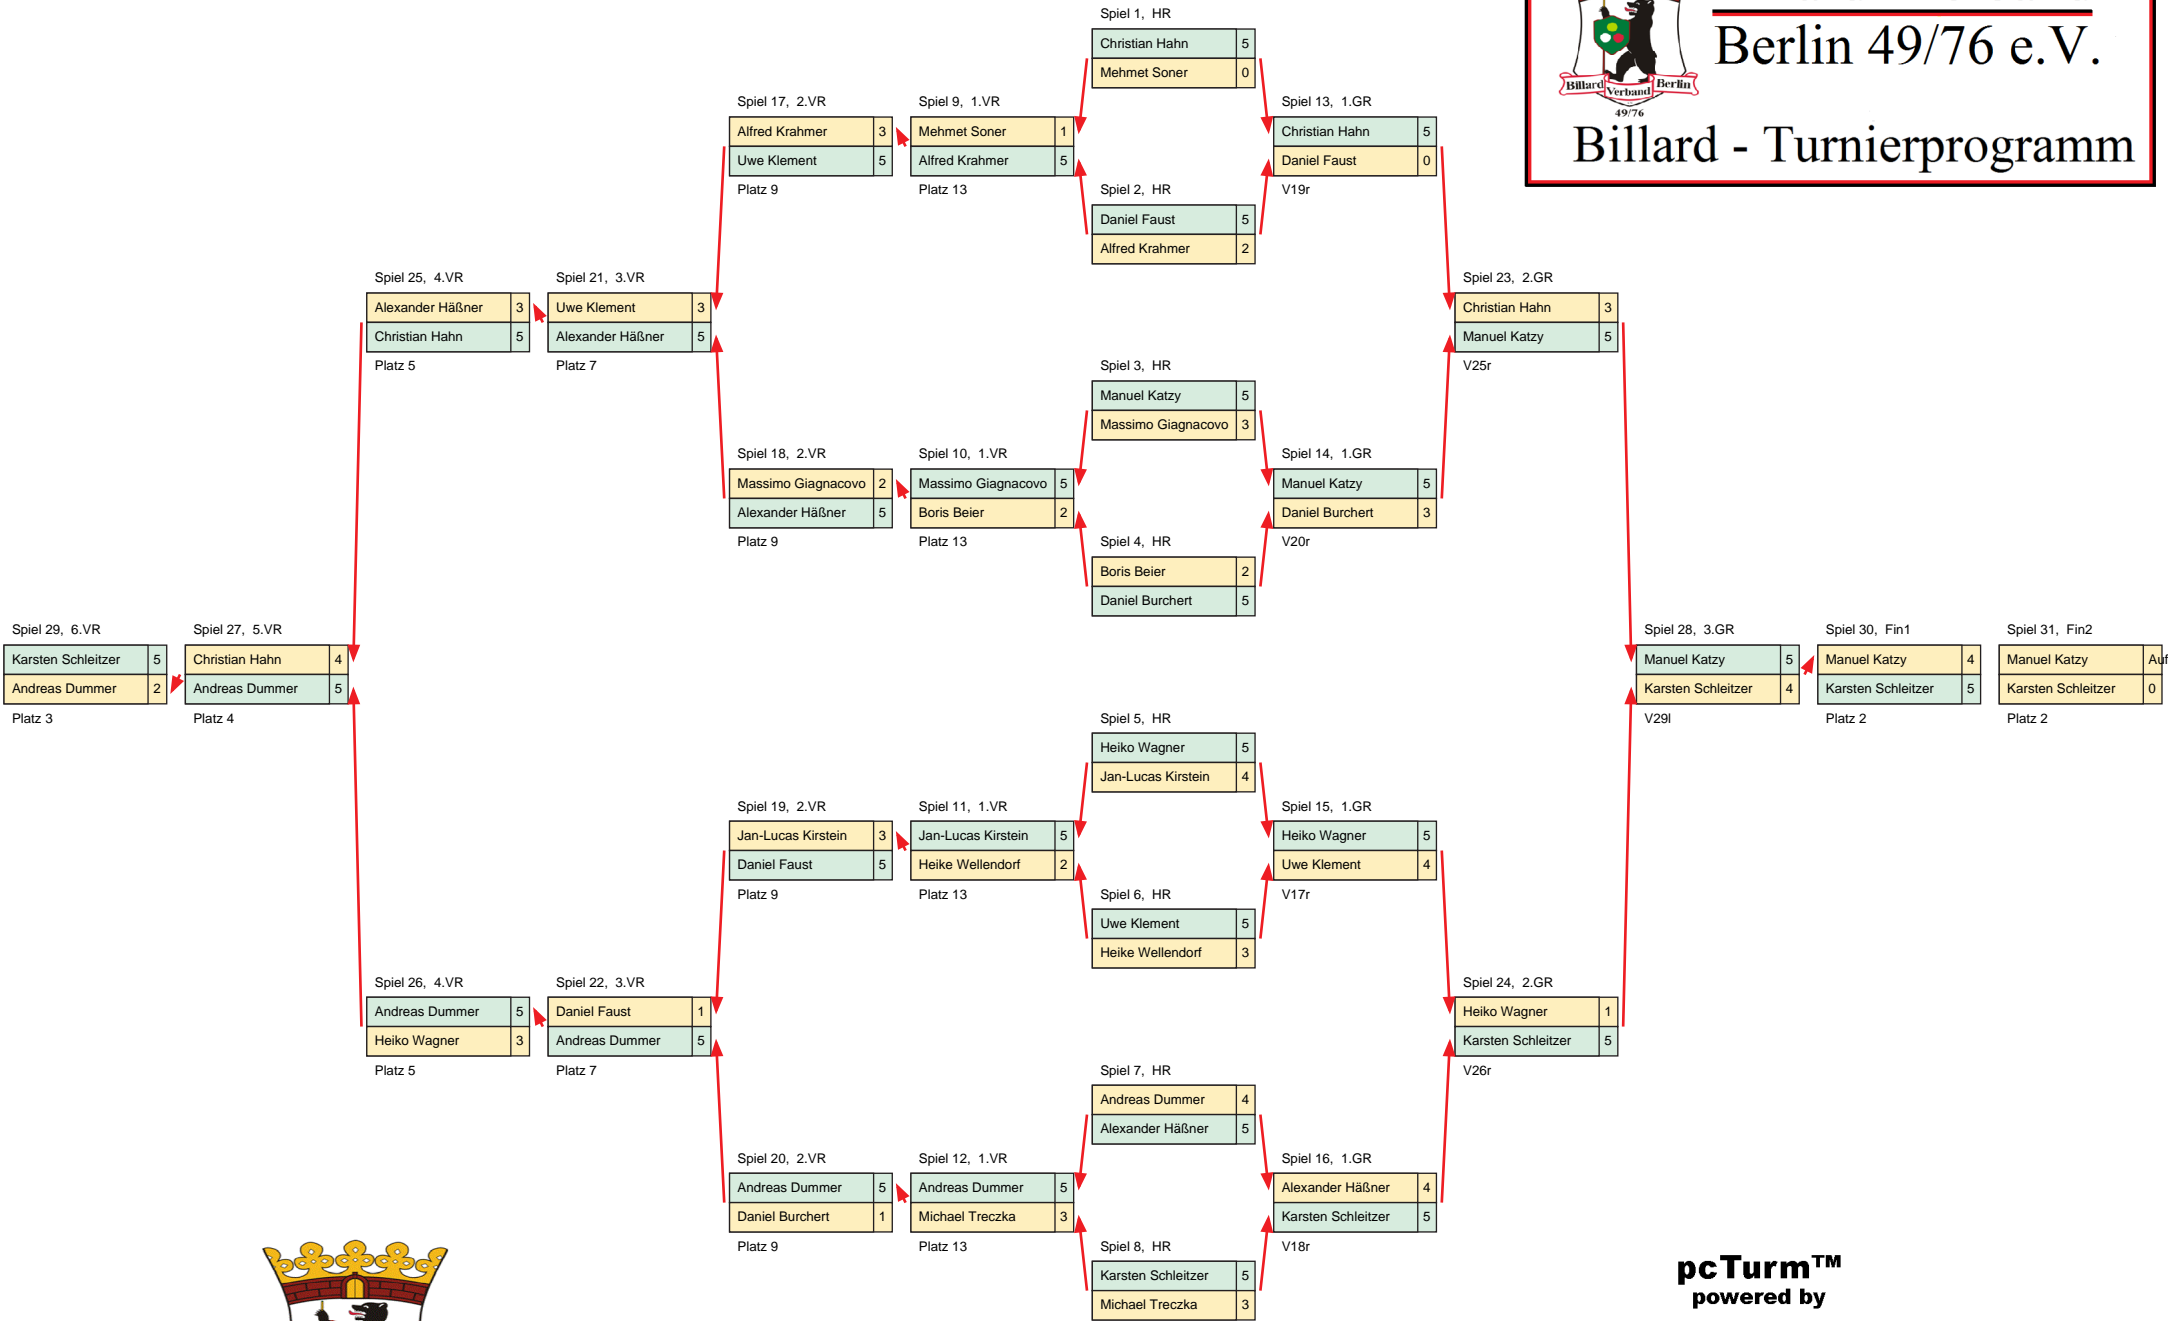 Spiel 1, HR
Christian Hahn 5
Mehmet Soner 0
Berlin 49/76 e.V.
Billard Verband Berlin
49/76
Billard - Turnierprogramm
Spiel 17, 2.VR
Alfred Krahmer 3
Uwe Klement 5
Platz 9
Spiel 9, 1.VR
Mehmet Soner 1
Alfred Krahmer 5
Platz 13
Spiel 13, 1.GR
Christian Hahn 5
Daniel Faust 0
V19r
Spiel 2, HR
Daniel Faust 5
Alfred Krahmer 2
Spiel 25, 4.VR
Alexander Häßner 3
Christian Hahn 5
Platz 5
Spiel 21, 3.VR
Uwe Klement 3
Alexander Häßner 5
Platz 7
Spiel 23, 2.GR
Christian Hahn 3
Manuel Katzy 5
V25r
Spiel 3, HR
Manuel Katzy 5
Massimo Giagnacovo 3
Spiel 18, 2.VR
Massimo Giagnacovo 2
Alexander Häßner 5
Platz 9
Spiel 10, 1.VR
Massimo Giagnacovo 5
Boris Beier 2
Platz 13
Spiel 14, 1.GR
Manuel Katzy 5
Daniel Burchert 3
V20r
Spiel 4, HR
Boris Beier 2
Daniel Burchert 5
Spiel 29, 6.VR
Karsten Schleitzer 5
Andreas Dummer 2
Platz 3
Spiel 27, 5.VR
Christian Hahn 4
Andreas Dummer 5
Platz 4
Spiel 28, 3.GR
Manuel Katzy 5
Karsten Schleitzer 4
V29l
Spiel 30, Fin1
Manuel Katzy 4
Karsten Schleitzer 5
Platz 2
Spiel 31, Fin2
Manuel Katzy Auf
Karsten Schleitzer 0
Platz 2
Spiel 5, HR
Heiko Wagner 5
Jan-Lucas Kirstein 4
Spiel 19, 2.VR
Jan-Lucas Kirstein 3
Daniel Faust 5
Platz 9
Spiel 11, 1.VR
Jan-Lucas Kirstein 5
Heike Wellendorf 2
Platz 13
Spiel 15, 1.GR
Heiko Wagner 5
Uwe Klement 4
V17r
Spiel 6, HR
Uwe Klement 5
Heike Wellendorf 3
Spiel 26, 4.VR
Andreas Dummer 5
Heiko Wagner 3
Platz 5
Spiel 22, 3.VR
Daniel Faust 1
Andreas Dummer 5
Platz 7
Spiel 24, 2.GR
Heiko Wagner 1
Karsten Schleitzer 5
V26r
Spiel 7, HR
Andreas Dummer 4
Alexander Häßner 5
Spiel 20, 2.VR
Andreas Dummer 5
Daniel Burchert 1
Platz 9
Spiel 12, 1.VR
Andreas Dummer 5
Michael Treczka 3
Platz 13
Spiel 16, 1.GR
Alexander Häßner 4
Karsten Schleitzer 5
V18r
Spiel 8, HR
Karsten Schleitzer 5
Michael Treczka 3
pcTurm™
powered by